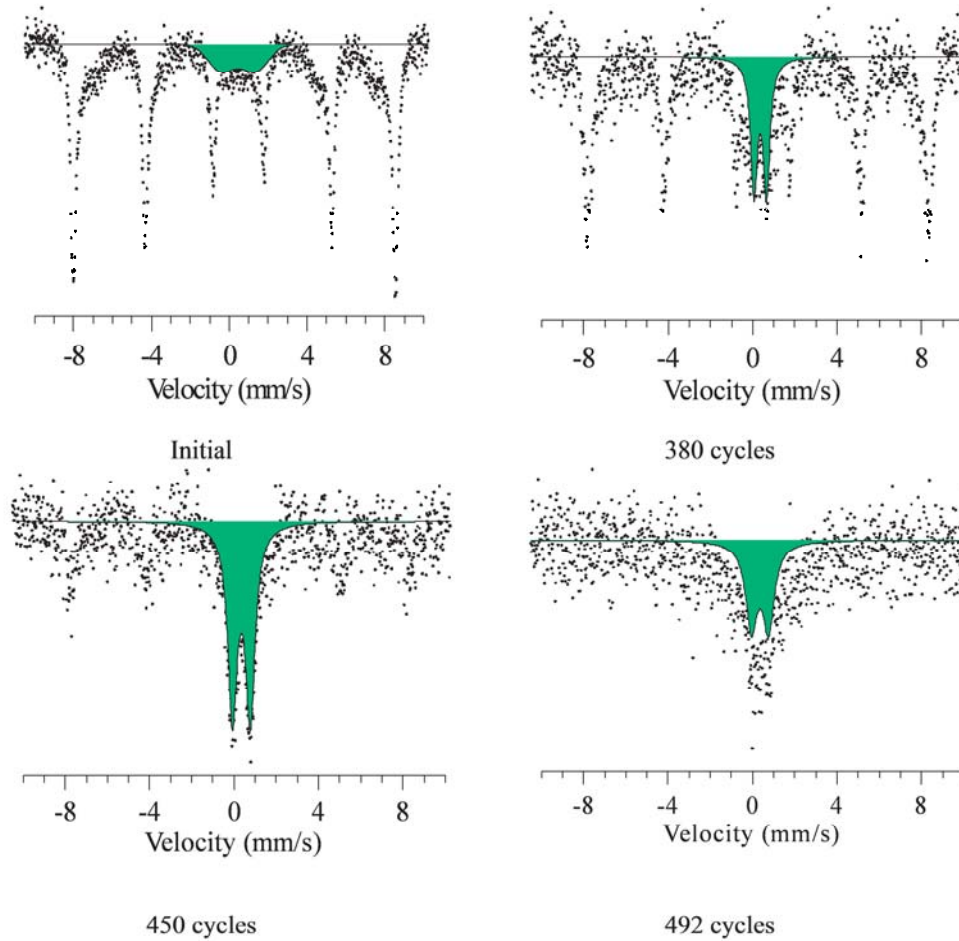 -8 -4 0 4 8
Velocity (mm/s)
Initial
-8 -4 0 4 8
Velocity (mm/s)
380 cycles
-8 -4 0 4 8
Velocity (mm/s)
450 cycles
-8 -4 0 4 8
Velocity (mm/s)
492 cycles